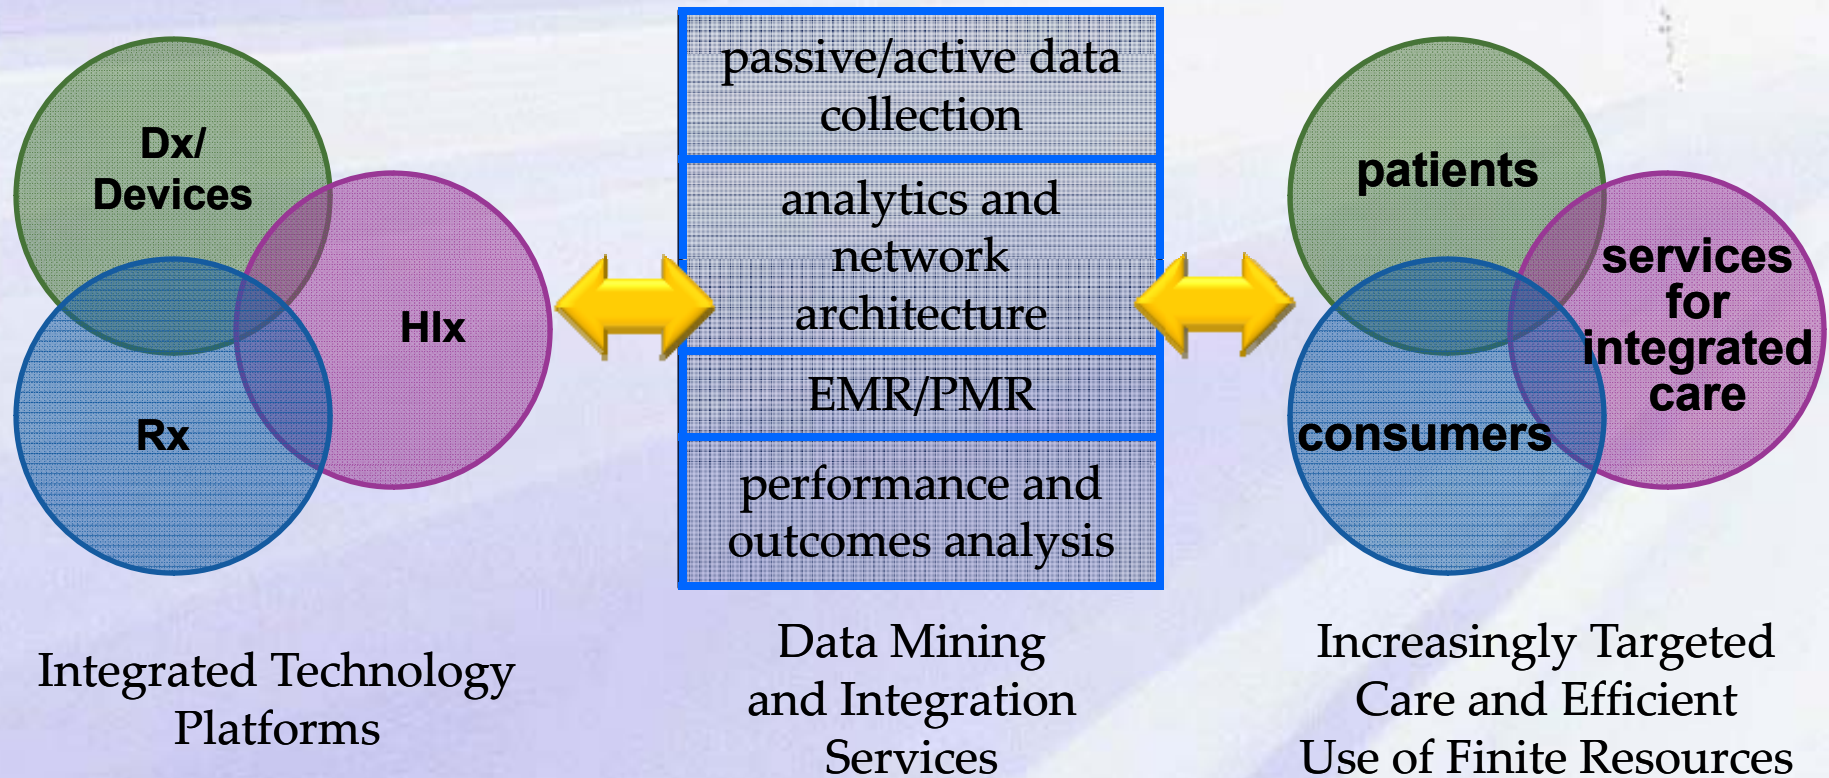 Dx/
Devices
HIx
Rx
Integrated Technology
Platforms
passive/active data
collection
analytics and
network
architecture
EMR/PMR
performance and
outcomes analysis
Data Mining
and Integration
Services
patients
services
for
integrated
care
consumers
Increasingly Targeted
Care and Efficient
Use of Finite Resources